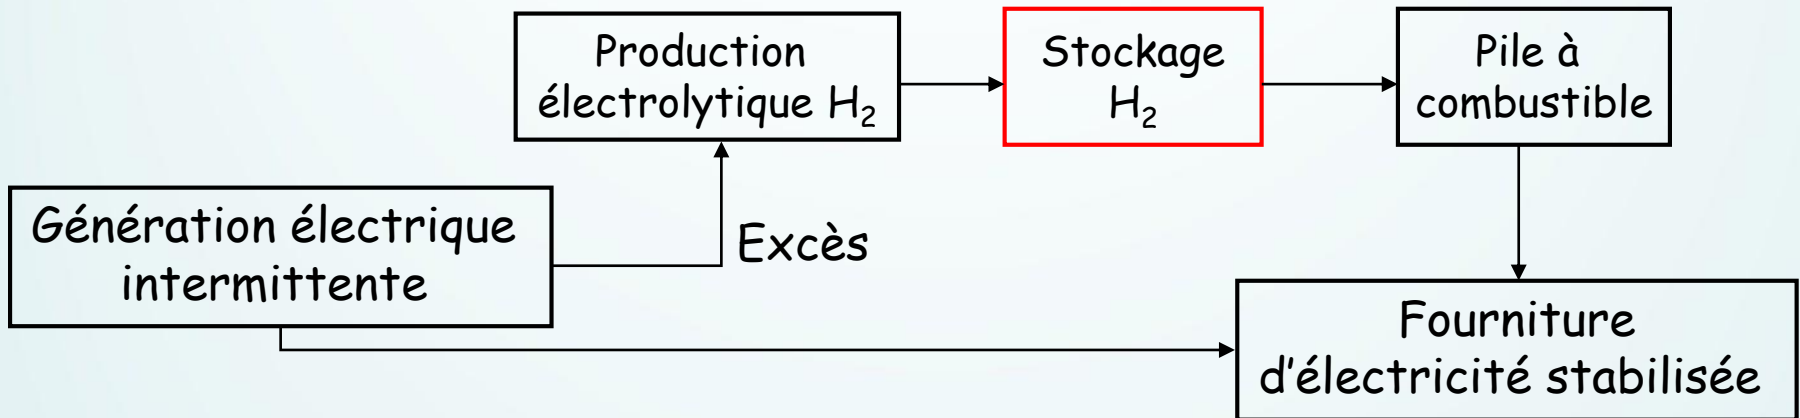 Production
électrolytique H₂
Stockage
H₂
Pile à
combustible
Génération électrique
intermittente
Excès
Fourniture
d'électricité stabilisée